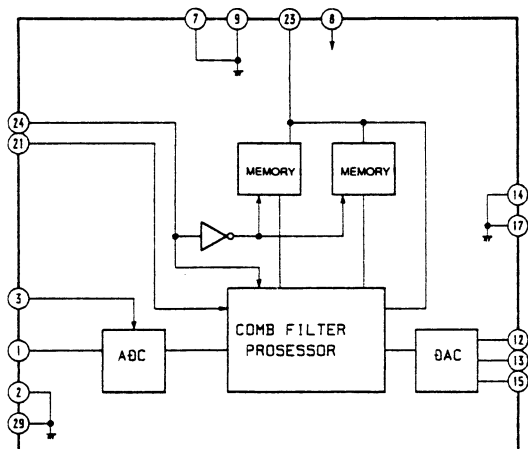 7 9 23 8
24
21
MEMORY MEMORY
14
17
3
COMB FILTER
PROSESSOR
1 ADC DAC 12
13
2 15
29